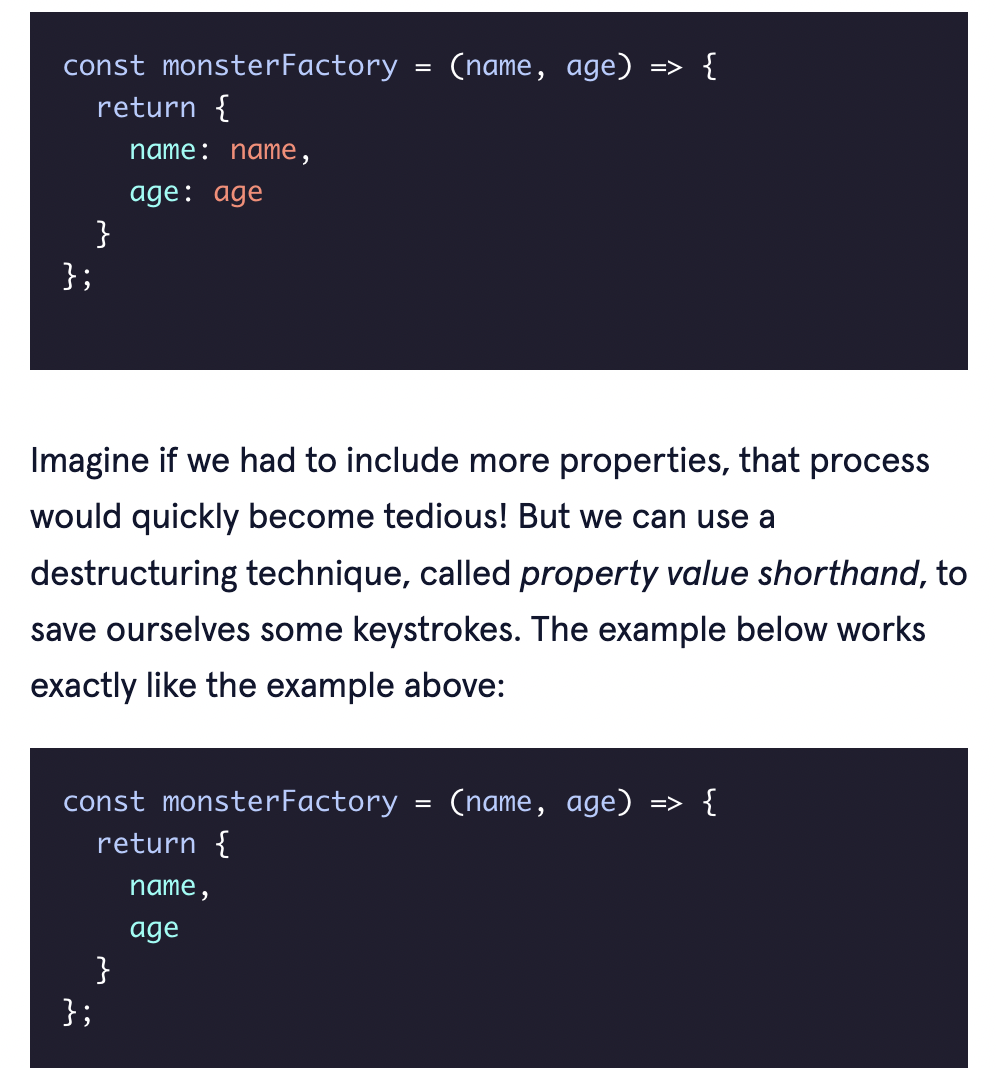 const monsterFactory = (name, age) => {
  return {
    name: name,
    age: age
  }
};
Imagine if we had to include more properties, that process
would quickly become tedious! But we can use a
destructuring technique, called property value shorthand, to
save ourselves some keystrokes. The example below works
exactly like the example above:
const monsterFactory = (name, age) => {
  return {
    name,
    age
  }
};